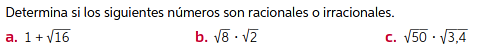 Determina si los siguientes números son racionales o irracionales.
a. 1 + √16 b. √8 · √2 c. √50 · √3,4